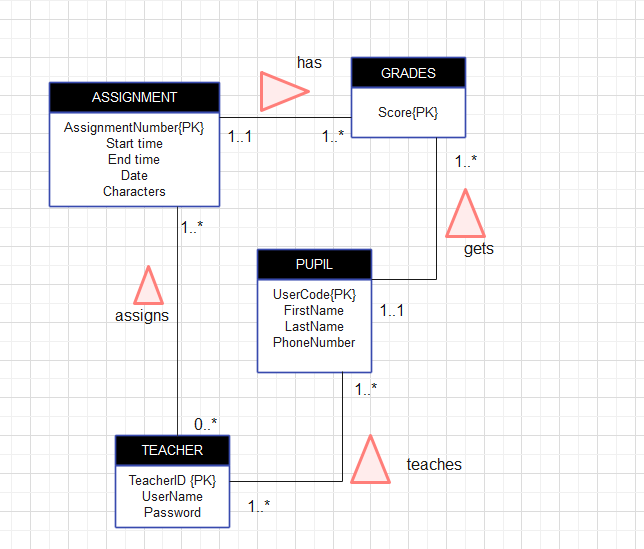 has
GRADES
Score{PK}
ASSIGNMENT
AssignmentNumber{PK}
Start time
End time
Date
Characters
1..1
1..*
1..*
gets
1..*
PUPIL
UserCode{PK}
FirstName
LastName
PhoneNumber
1..1
assigns
1..*
0..*
TEACHER
TeacherID {PK}
UserName
Password
1..*
teaches